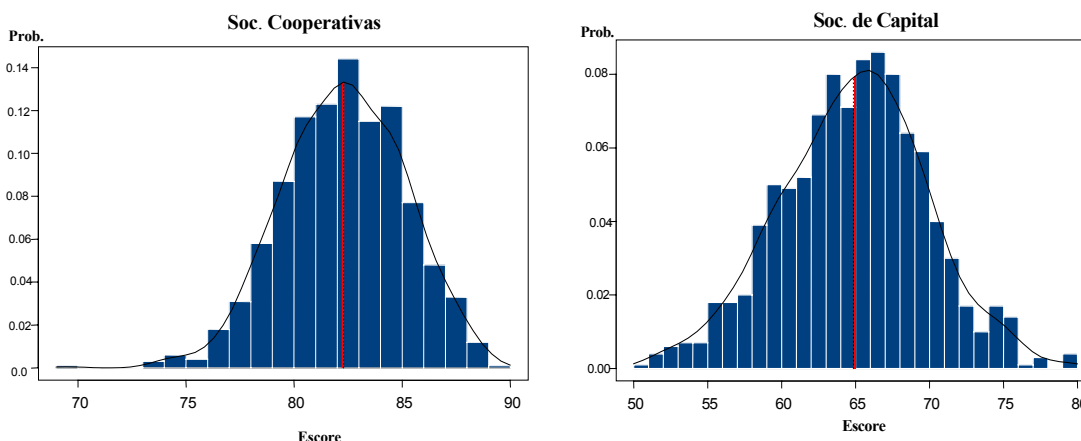 Soc. Cooperativas
Prob.
0.14
0.12
0.10
0.08
0.06
0.04
0.02
0.0
70 75 80 85 90
Escore
Soc. de Capital
Prob.
0.08
0.06
0.04
0.02
0.00
50 55 60 65 70 75 80
Escore